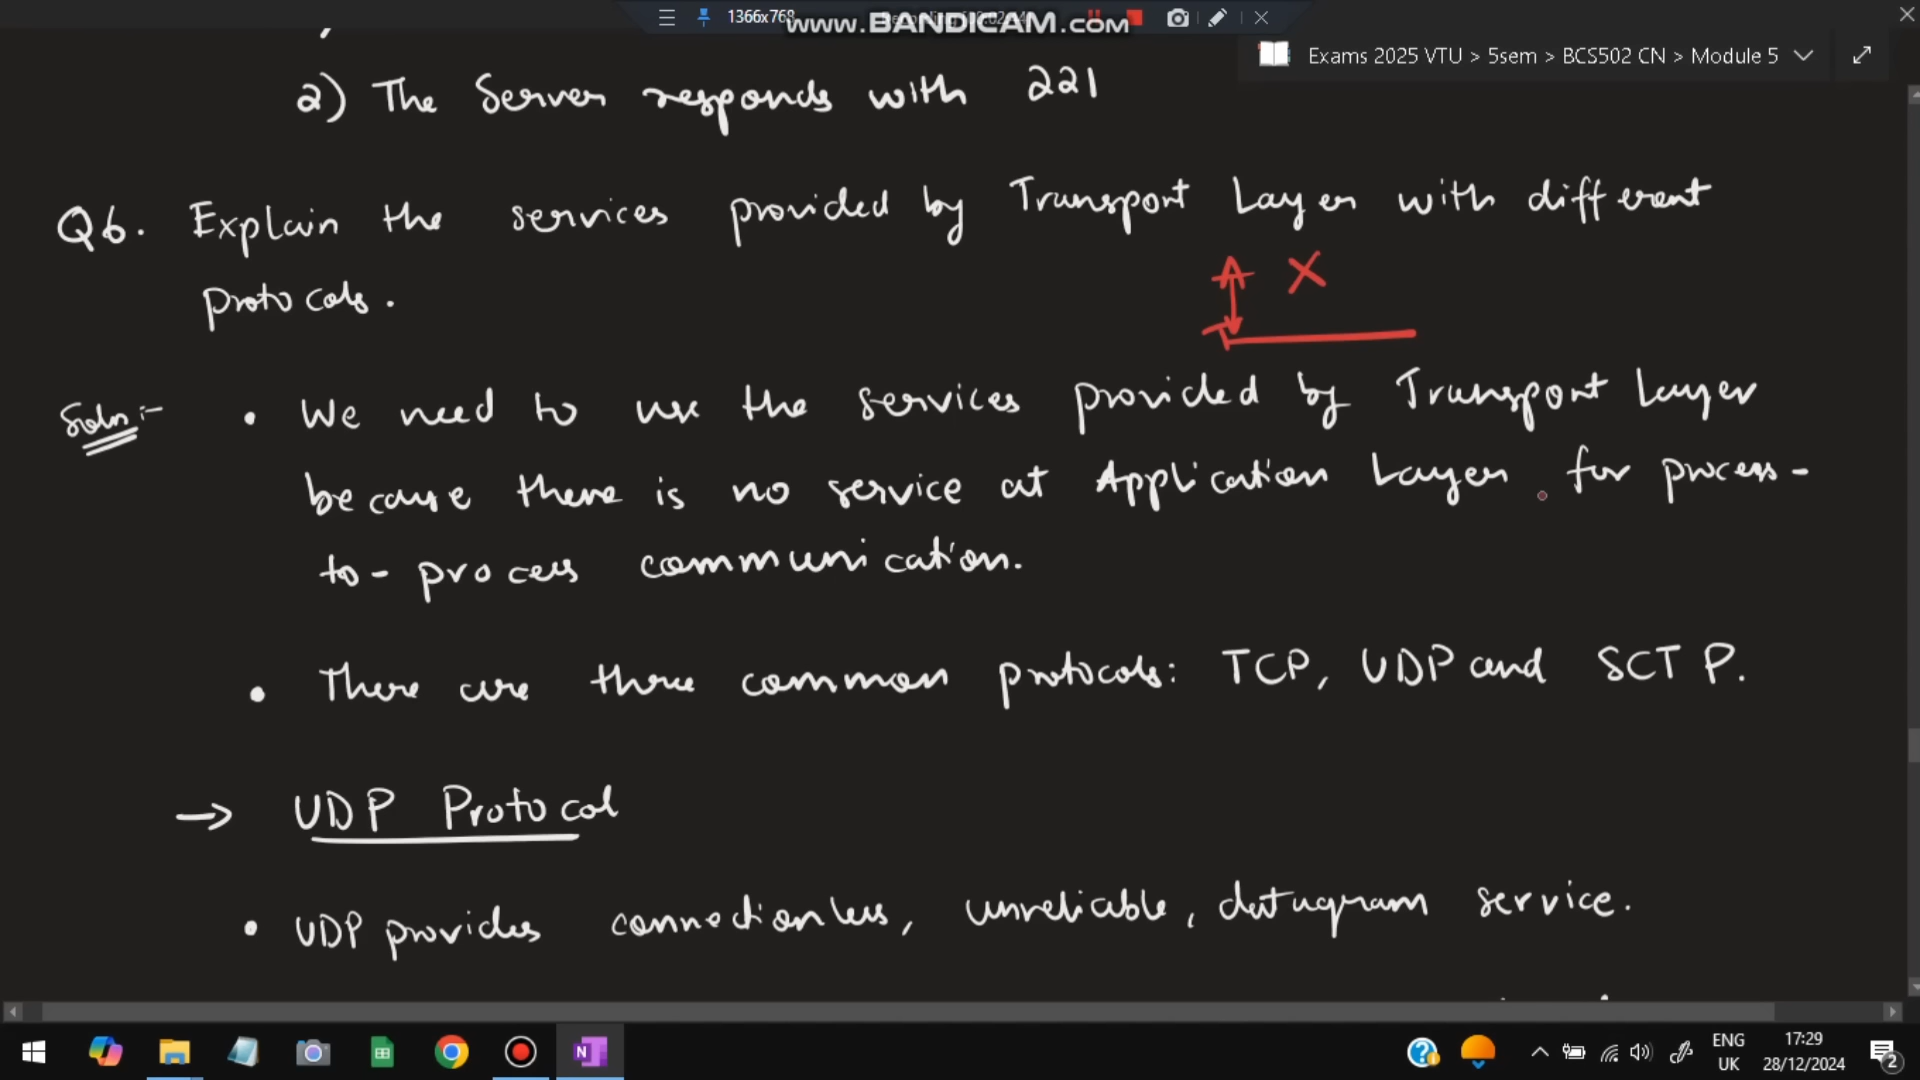 1366x768
www.BANDICAM.com
Exams 2025 VTU > 5sem > BCS502 CN > Module 5
2) The Server responds with 221
Q6. Explain the services provided by Transport Layer with different
protocols.
X
Soln :- • We need to use the services provided by Transport Layer
because there is no service at Application Layer for process -
to - process communication.
• There are three common protocols: TCP, UDP and SCTP.
→ UDP Protocol
• UDP provides connectionless, unreliable, datagram service.
ENG
UK
17:29
28/12/2024
2